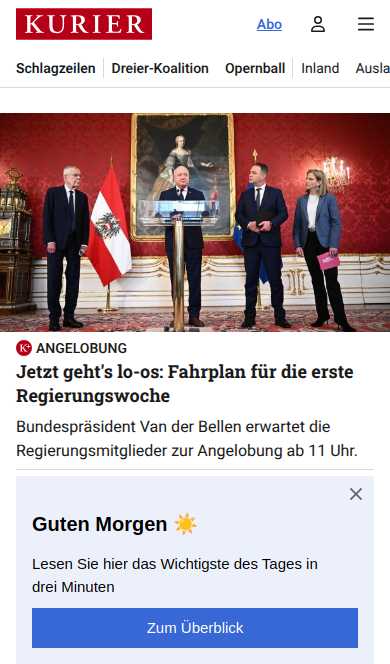 KURIER
Abo
Schlagzeilen
Dreier-Koalition
Opernball
Inland
Ausla
ANGELOBUNG
Jetzt geht's lo-os: Fahrplan für die erste
Regierungswoche
Bundespräsident Van der Bellen erwartet die
Regierungsmitglieder zur Angelobung ab 11 Uhr.
Guten Morgen ☀️
Lesen Sie hier das Wichtigste des Tages in
drei Minuten
Zum Überblick